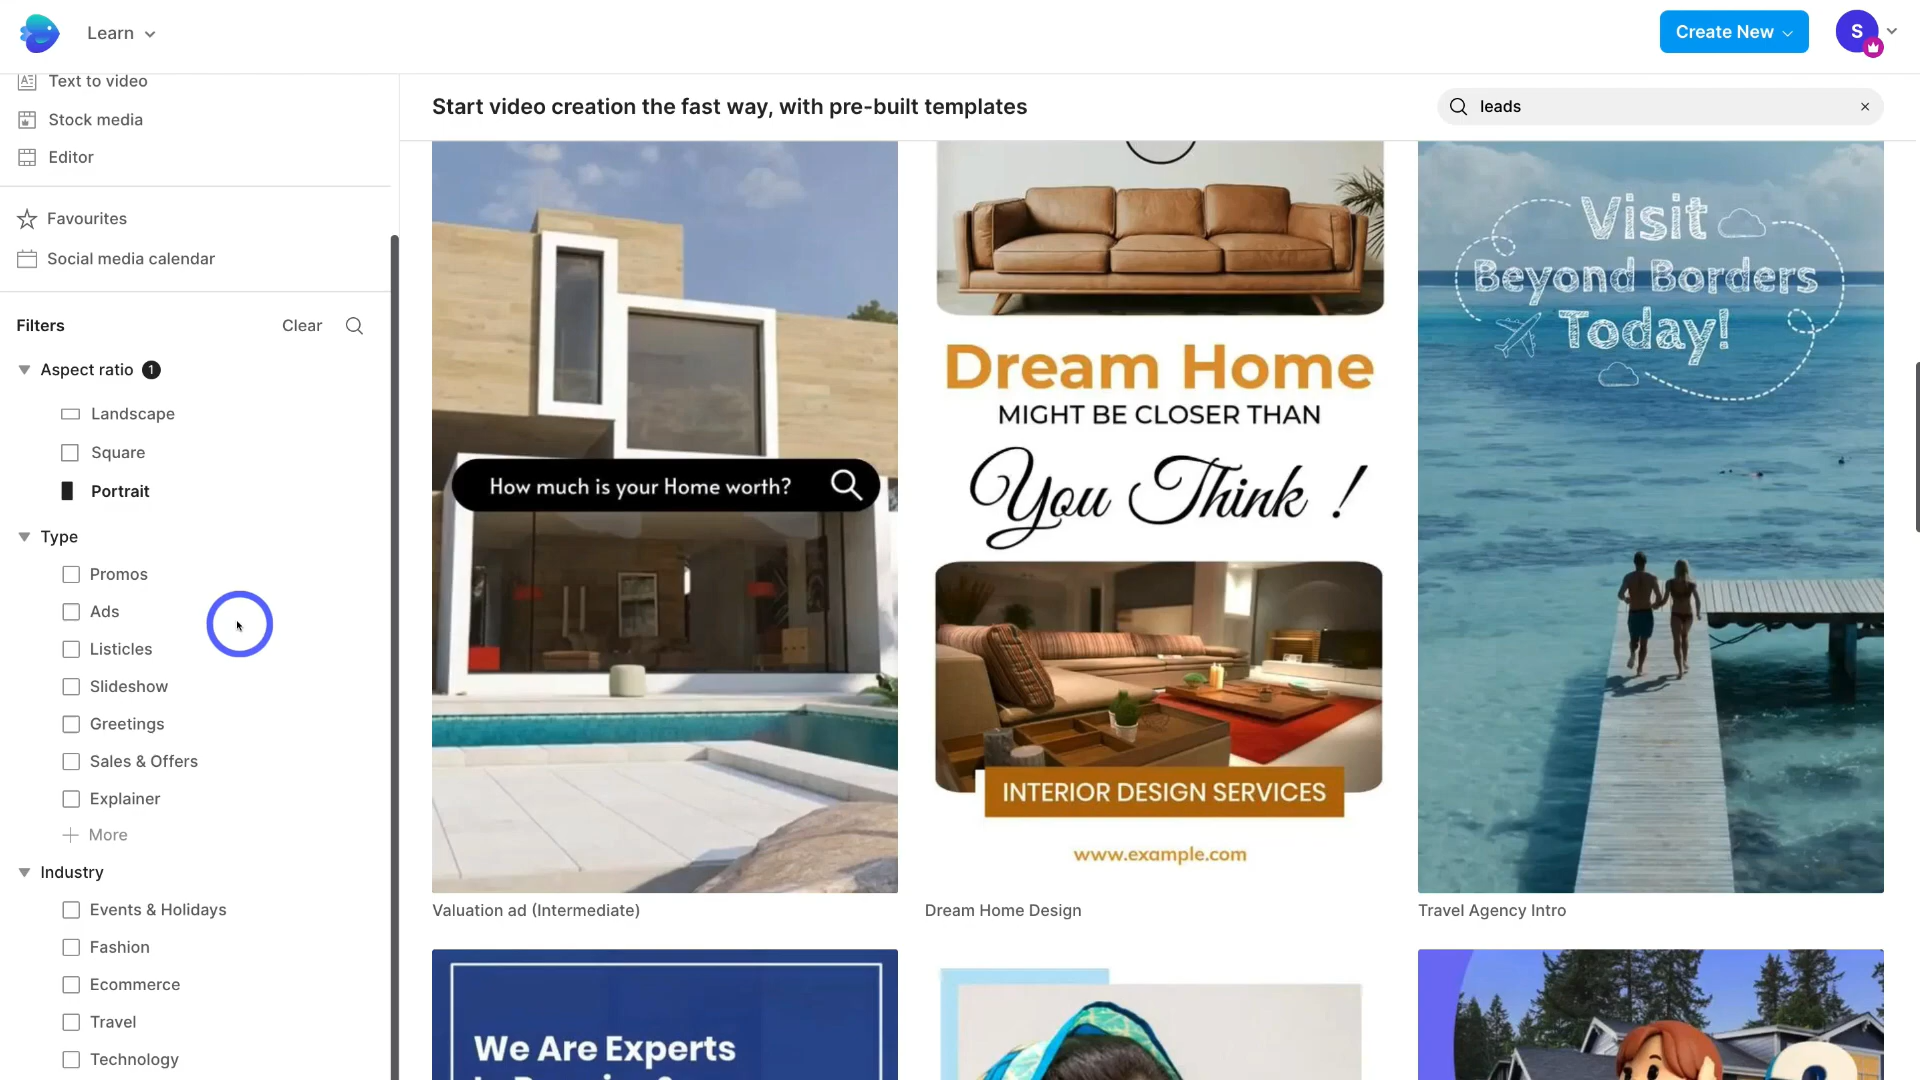 Learn
Create New
S
Text to video
Stock media
Editor
Favourites
Social media calendar
Filters
Clear
Aspect ratio 1
Landscape
Square
Portrait
Type
Promos
Ads
Listicles
Slideshow
Greetings
Sales & Offers
Explainer
More
Industry
Events & Holidays
Fashion
Ecommerce
Travel
Technology
Start video creation the fast way, with pre-built templates
leads
How much is your Home worth?
Valuation ad (Intermediate)
Dream Home
MIGHT BE CLOSER THAN
You Think !
INTERIOR DESIGN SERVICES
www.example.com
Dream Home Design
Visit
Beyond Borders
Today!
Travel Agency Intro
We Are Experts